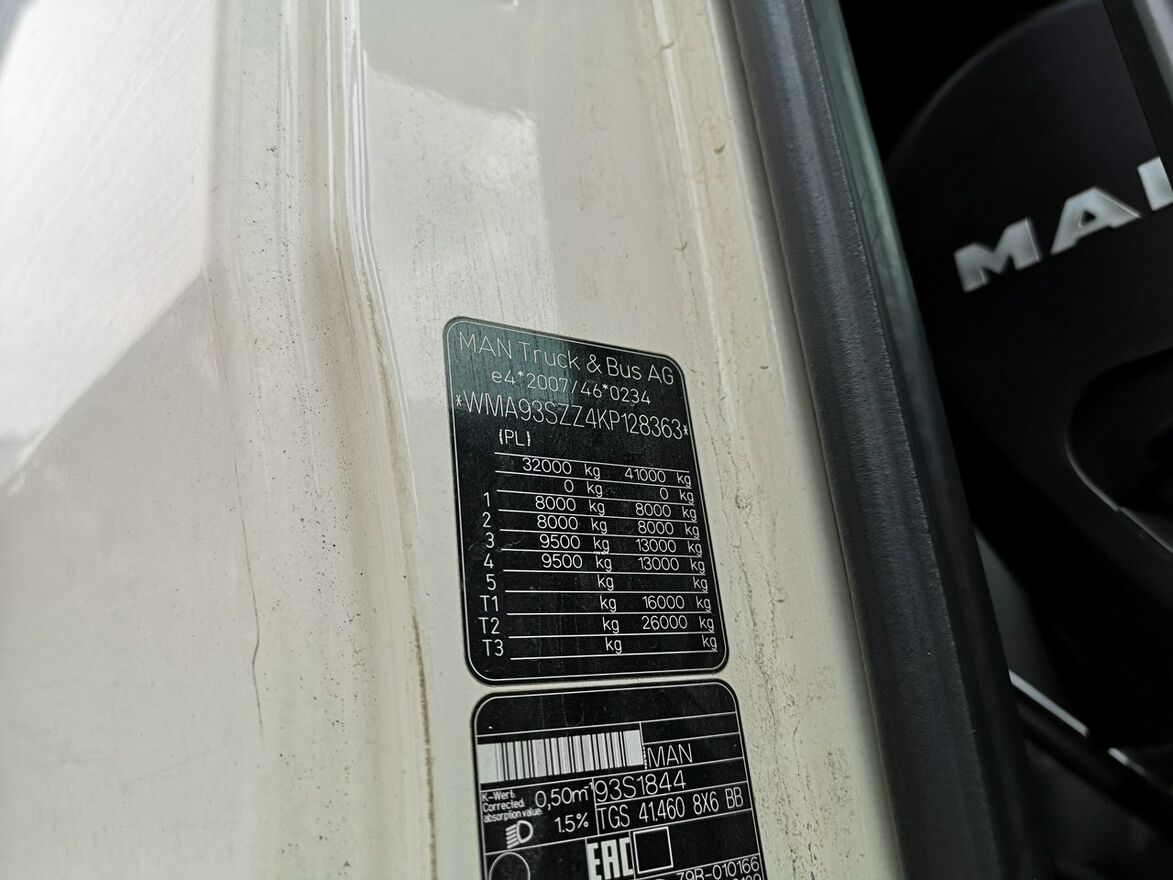 MAN Truck & Bus AG
e4*2007/46*0234
*WMA93SZZ4KP128363*
(PL)
32000 kg 41000 kg
0 kg 0 kg
1 8000 kg 8000 kg
2 8000 kg 8000 kg
3 9500 kg 13000 kg
4 9500 kg 13000 kg
5 kg kg
T1 kg 16000 kg
T2 kg 26000 kg
T3 kg kg
MAN
K-Wert:
Corrected
absorption value:
0,50m⁻¹
93S1844
1.5%
TGS 41.460 8X6 BB
EAC
79R-010166
MAN